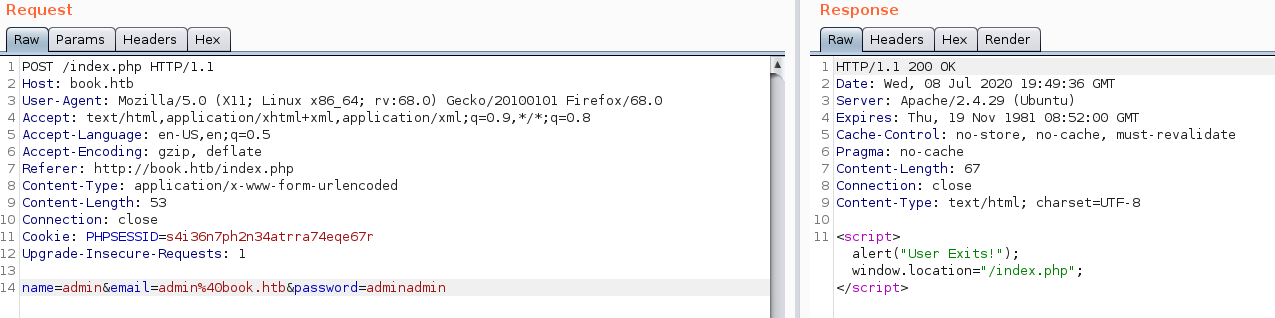 Request
Raw Params Headers Hex
1 POST /index.php HTTP/1.1
2 Host: book.htb
3 User-Agent: Mozilla/5.0 (X11; Linux x86_64; rv:68.0) Gecko/20100101 Firefox/68.0
4 Accept: text/html,application/xhtml+xml,application/xml;q=0.9,*/*;q=0.8
5 Accept-Language: en-US,en;q=0.5
6 Accept-Encoding: gzip, deflate
7 Referer: http://book.htb/index.php
8 Content-Type: application/x-www-form-urlencoded
9 Content-Length: 53
10 Connection: close
11 Cookie: PHPSESSID=s4i36n7ph2n34atrra74eqe67r
12 Upgrade-Insecure-Requests: 1
13
14 name=admin&email=admin%40book.htb&password=adminadmin
Response
Raw Headers Hex Render
1 HTTP/1.1 200 OK
2 Date: Wed, 08 Jul 2020 19:49:36 GMT
3 Server: Apache/2.4.29 (Ubuntu)
4 Expires: Thu, 19 Nov 1981 08:52:00 GMT
5 Cache-Control: no-store, no-cache, must-revalidate
6 Pragma: no-cache
7 Content-Length: 67
8 Connection: close
9 Content-Type: text/html; charset=UTF-8
10
11 <script>
alert("User Exits!");
window.location="/index.php";
</script>